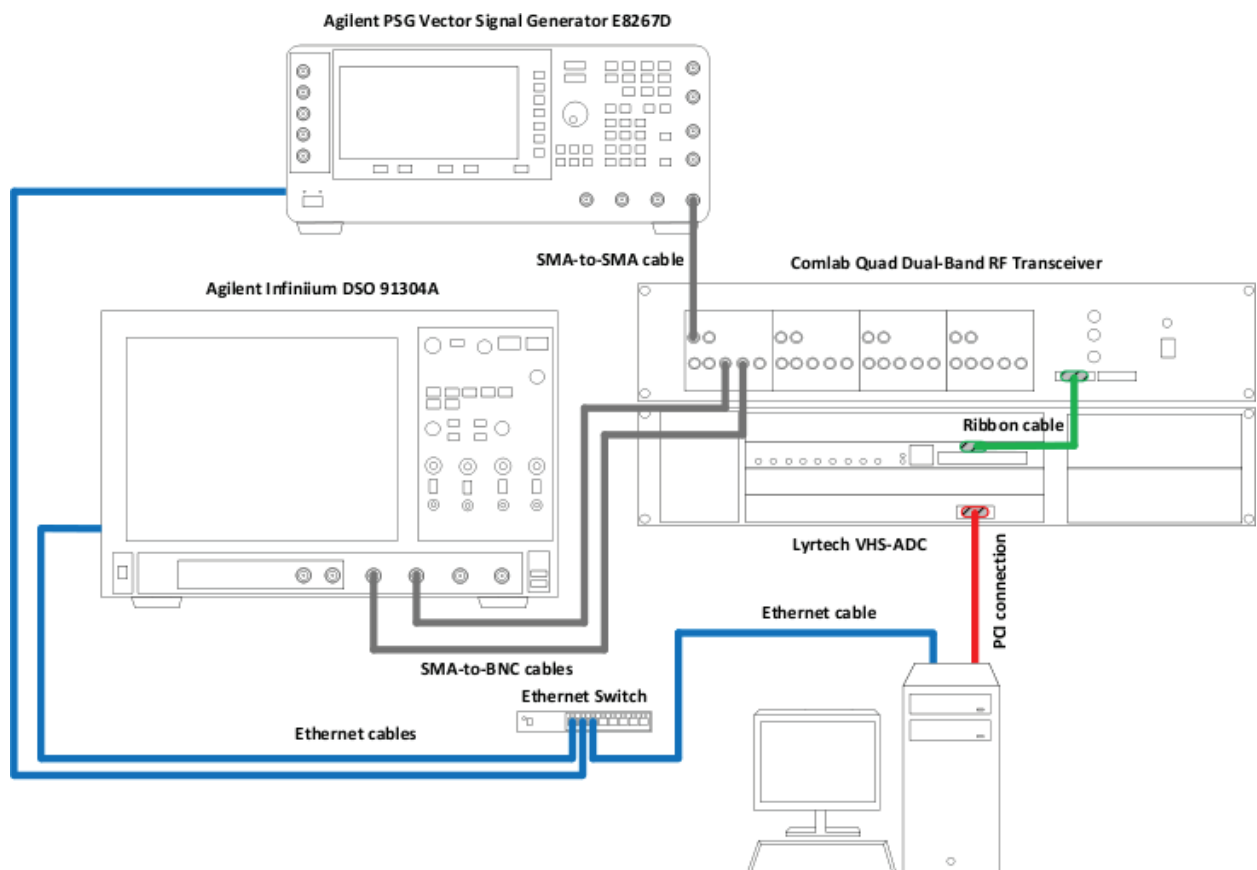 Agilent PSG Vector Signal Generator E8267D
SMA-to-SMA cable
Comlab Quad Dual-Band RF Transceiver
Agilent Infiniium DSO 91304A
Ribbon cable
Lyrtech VHS-ADC
PCI connection
Ethernet cable
SMA-to-BNC cables
Ethernet Switch
Ethernet cables